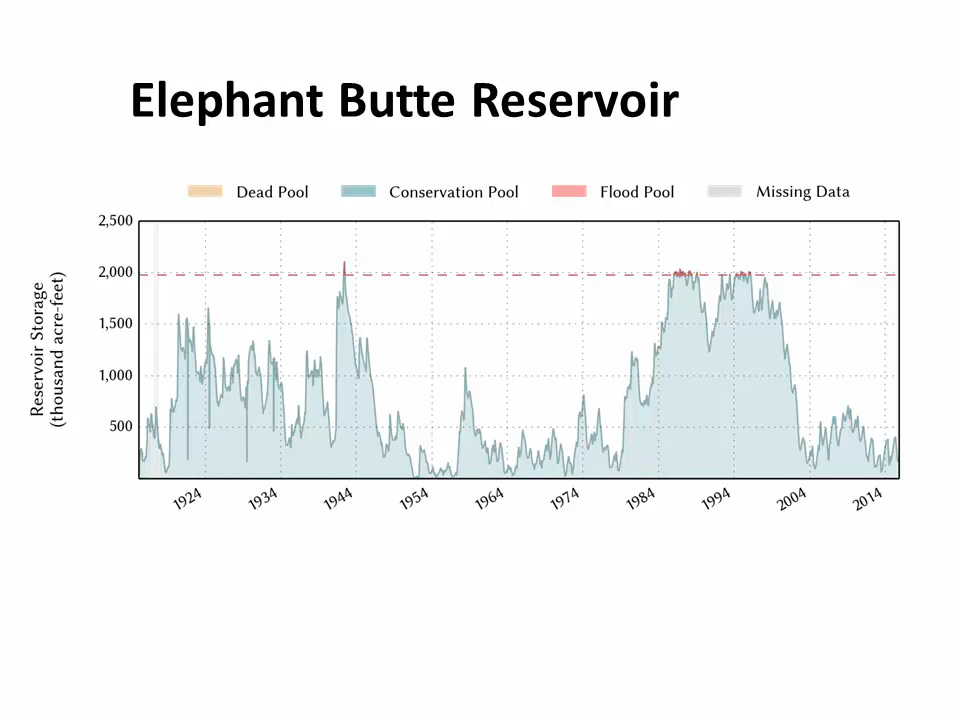 Elephant Butte Reservoir
Dead Pool Conservation Pool Flood Pool Missing Data
Reservoir Storage
(thousand acre-feet)
2,500
2,000
1,500
1,000
500
1924 1934 1944 1954 1964 1974 1984 1994 2004 2014